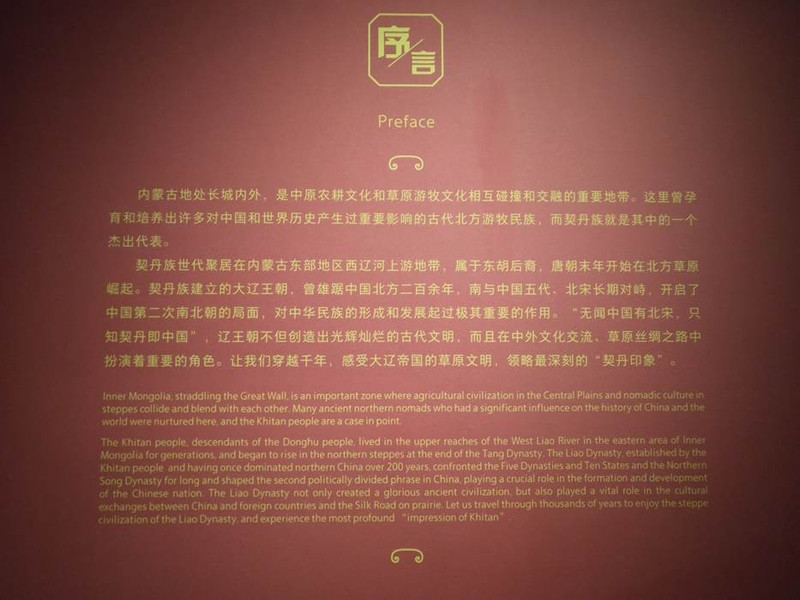 序言
Preface
内蒙古地处长城内外，是中原农耕文化和草原游牧文化相互碰撞和交融的重要地带。这里曾孕
育和培养出许多对中国和世界历史产生过重要影响的古代北方游牧民族，而契丹族就是其中的一个
杰出代表。
契丹族世代聚居在内蒙古东部地区西辽河上游地带，属于东胡后裔，唐朝末年开始在北方草原
崛起。契丹族建立的大辽王朝，曾雄踞中国北方二百余年，南与中国五代、北宋长期对峙，开启了
中国第二次南北朝的局面，对中华民族的形成和发展起过极其重要的作用。“无闻中国有北宋，只
知契丹即中国”，辽王朝不但创造出光辉灿烂的古代文明，而且在中外文化交流、草原丝绸之路中
扮演着重要的角色。让我们穿越千年，感受大辽帝国的草原文明，领略最深刻的“契丹印象”。
Inner Mongolia, straddling the Great Wall, is an important zone where agricultural civilization in the Central Plains and nomadic culture in
steppes collide and blend with each other. Many ancient northern nomads who had a significant influence on the history of China and the
world were nurtured here, and the Khitan people are a case in point.
The Khitan people, descendants of the Donghu people, lived in the upper reaches of the West Liao River in the eastern area of Inner
Mongolia for generations, and began to rise in the northern steppes at the end of the Tang Dynasty. The Liao Dynasty, established by the
Khitan people and having once dominated northern China over 200 years, confronted the Five Dynasties and Ten States and the Northern
Song Dynasty for long and shaped the second politically divided phrase in China, playing a crucial role in the formation and development
of the Chinese nation. The Liao Dynasty not only created a glorious ancient civilization, but also played a vital role in the cultural
exchanges between China and foreign countries and the Silk Road on prairie. Let us travel through thousands of years to enjoy the steppe
civilization of the Liao Dynasty, and experience the most profound “impression of Khitan”